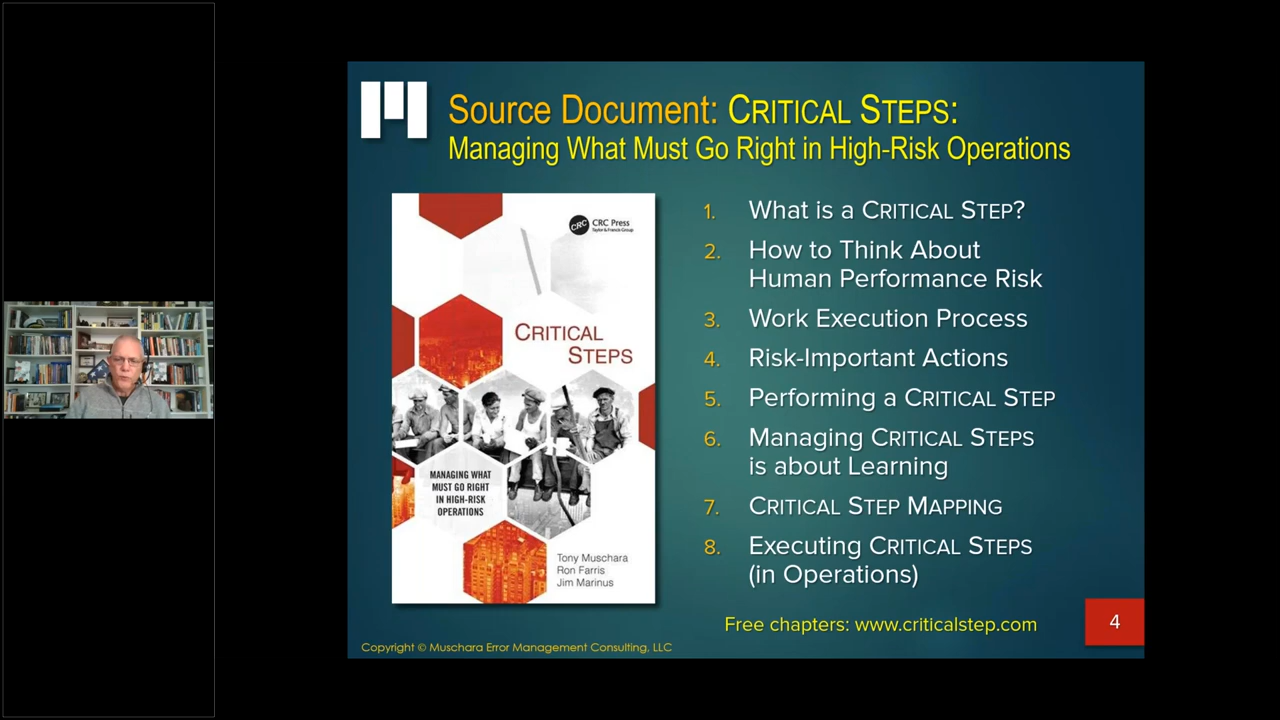 Source Document: CRITICAL STEPS:
Managing What Must Go Right in High-Risk Operations
CRC
CRC Press
Taylor & Francis Group
CRITICAL
STEPS
MANAGING WHAT
MUST GO RIGHT
IN HIGH-RISK
OPERATIONS
Tony Muschara
Ron Farris
Jim Marinus
1. What is a CRITICAL STEP?
2. How to Think About
Human Performance Risk
3. Work Execution Process
4. Risk-Important Actions
5. Performing a CRITICAL STEP
6. Managing CRITICAL STEPS
is about Learning
7. CRITICAL STEP MAPPING
8. Executing CRITICAL STEPS
(in Operations)
Free chapters: www.criticalstep.com
4
Copyright © Muschara Error Management Consulting, LLC